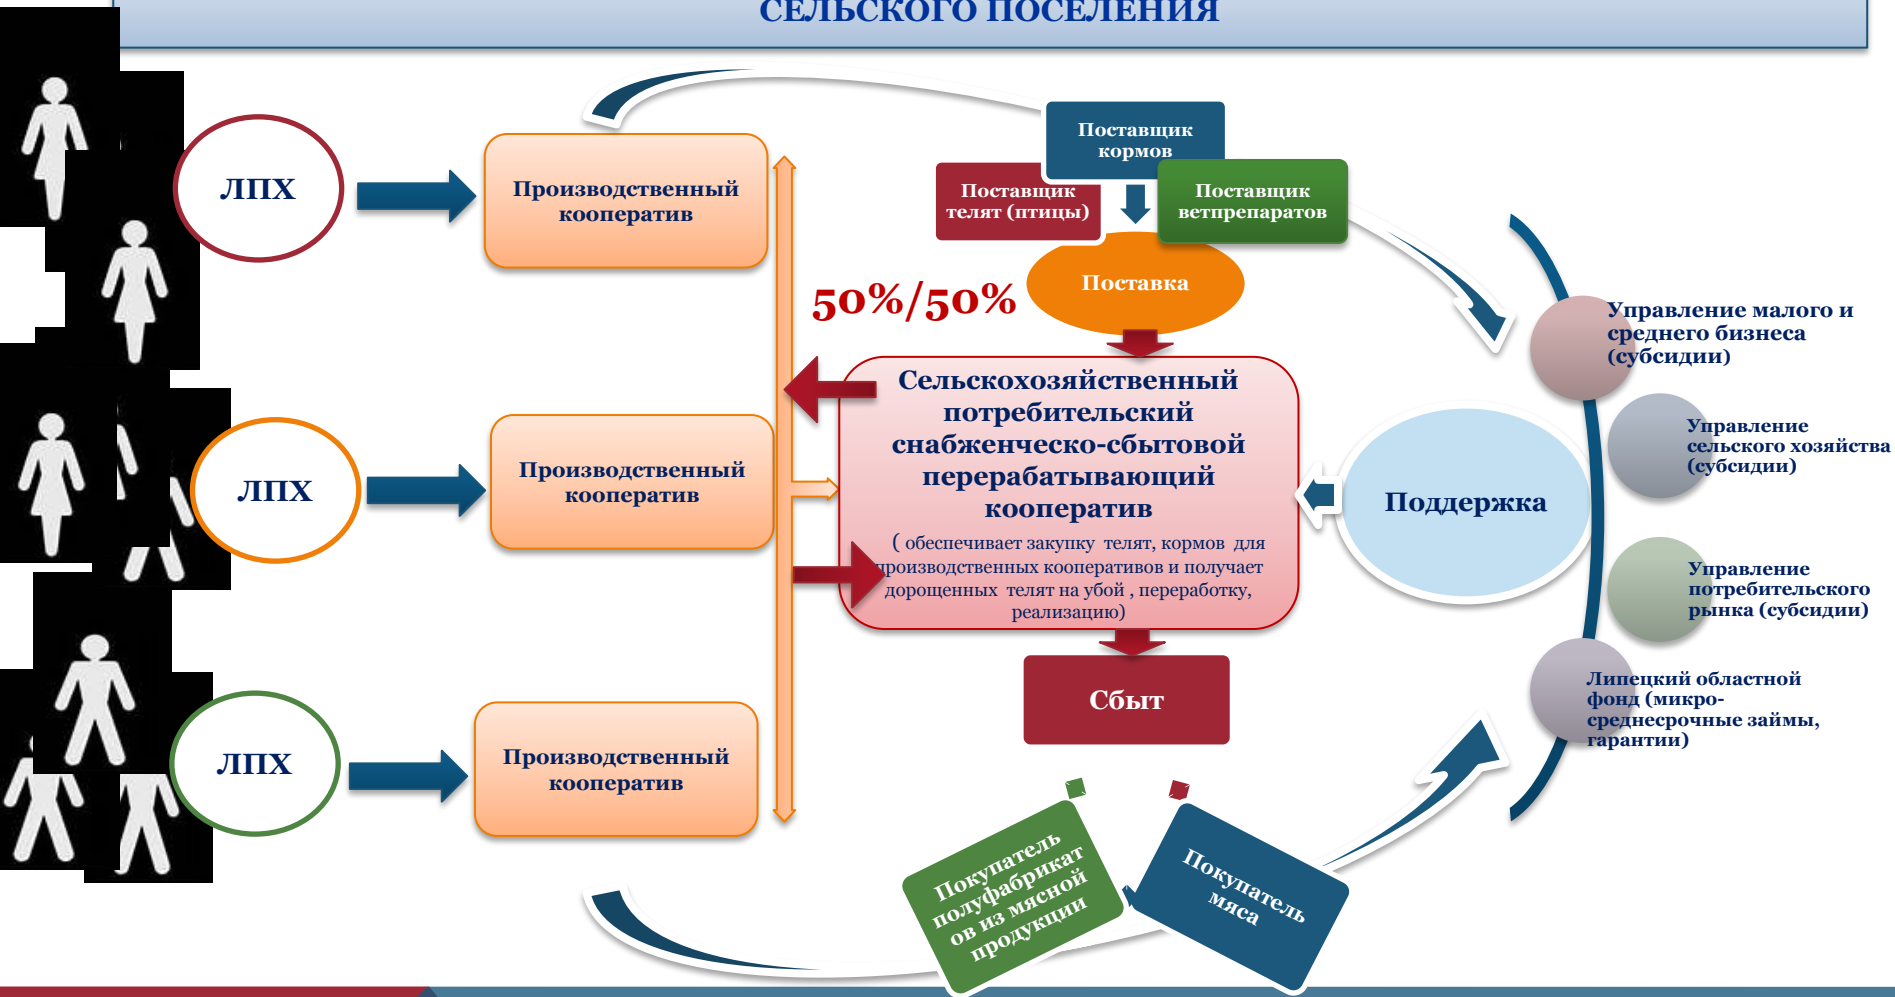 СЕЛЬСКОГО ПОСЕЛЕНИЯ
ЛПХ
Производственный
кооператив
ЛПХ
Производственный
кооператив
ЛПХ
Производственный
кооператив
50%/50%
Поставщик
кормов
Поставщик
телят (птицы)
Поставщик
ветпрепаратов
Поставка
Сельскохозяйственный
потребительский
снабженческо-сбытовой
перерабатывающий
кооператив
( обеспечивает закупку телят, кормов для
производственных кооперативов и получает
дорощенных телят на убой , переработку,
реализацию)
Сбыт
Покупатель
полуфабрикат
ов из мясной
продукции
Покупатель
мяса
Поддержка
Управление малого и
среднего бизнеса
(субсидии)
Управление
сельского хозяйства
(субсидии)
Управление
потребительского
рынка (субсидии)
Липецкий областной
фонд (микро-
среднесрочные займы,
гарантии)